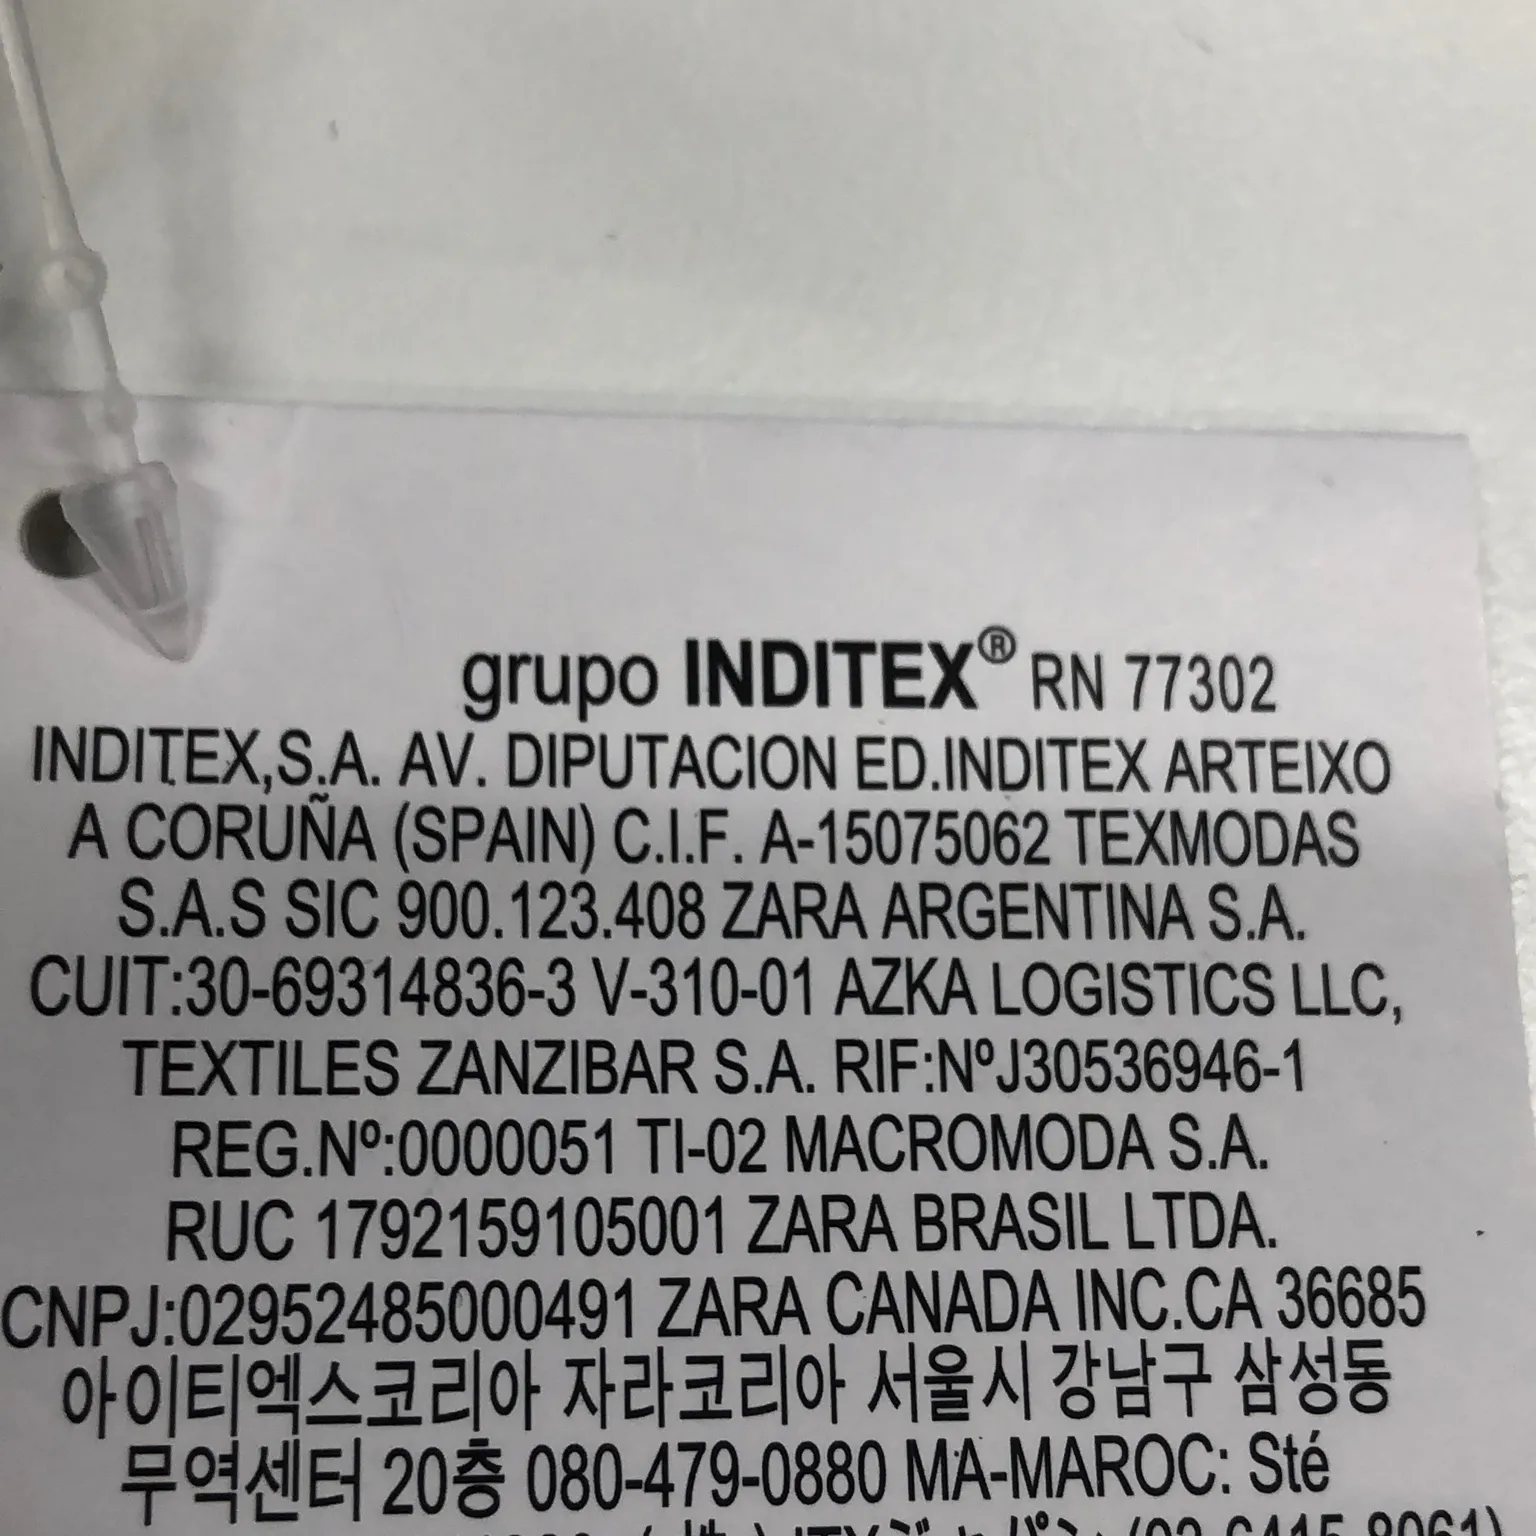 grupo INDITEX® RN 77302
INDITEX,S.A. AV. DIPUTACION ED.INDITEX ARTEIXO
A CORUÑA (SPAIN) C.I.F. A-15075062 TEXMODAS
S.A.S SIC 900.123.408 ZARA ARGENTINA S.A.
CUIT:30-69314836-3 V-310-01 AZKA LOGISTICS LLC,
TEXTILES ZANZIBAR S.A. RIF:NºJ30536946-1
REG.Nº:0000051 TI-02 MACROMODA S.A.
RUC 1792159105001 ZARA BRASIL LTDA.
CNPJ:02952485000491 ZARA CANADA INC.CA 36685
아이티엑스코리아 자라코리아 서울시 강남구 삼성동
무역센터 20층 080-479-0880 MA-MAROC: Sté